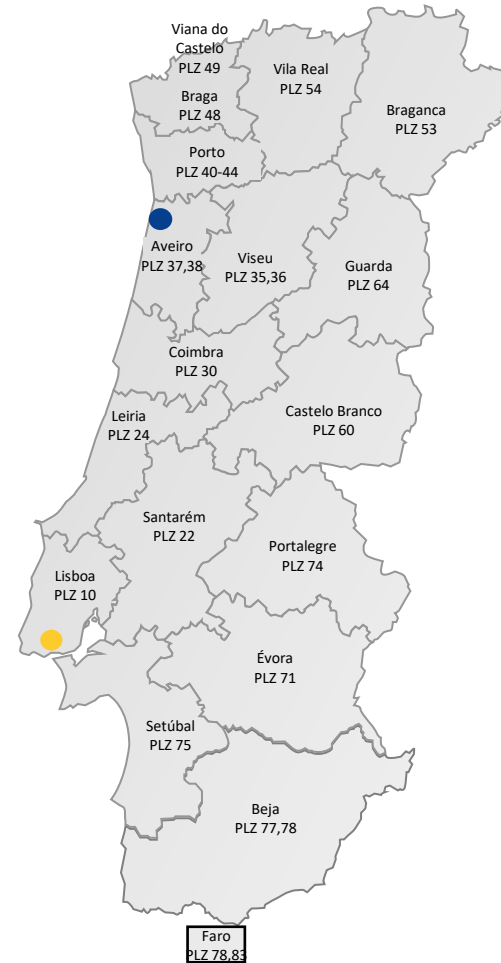 Viana do
Castelo
PLZ 49
Vila Real
PLZ 54
Braganca
PLZ 53
Braga
PLZ 48
Porto
PLZ 40-44
Aveiro
PLZ 37,38
Viseu
PLZ 35,36
Guarda
PLZ 64
Coimbra
PLZ 30
Leiria
PLZ 24
Castelo Branco
PLZ 60
Santarém
PLZ 22
Portalegre
PLZ 74
Lisboa
PLZ 10
Évora
PLZ 71
Setúbal
PLZ 75
Beja
PLZ 77,78
Faro
PLZ 78,83